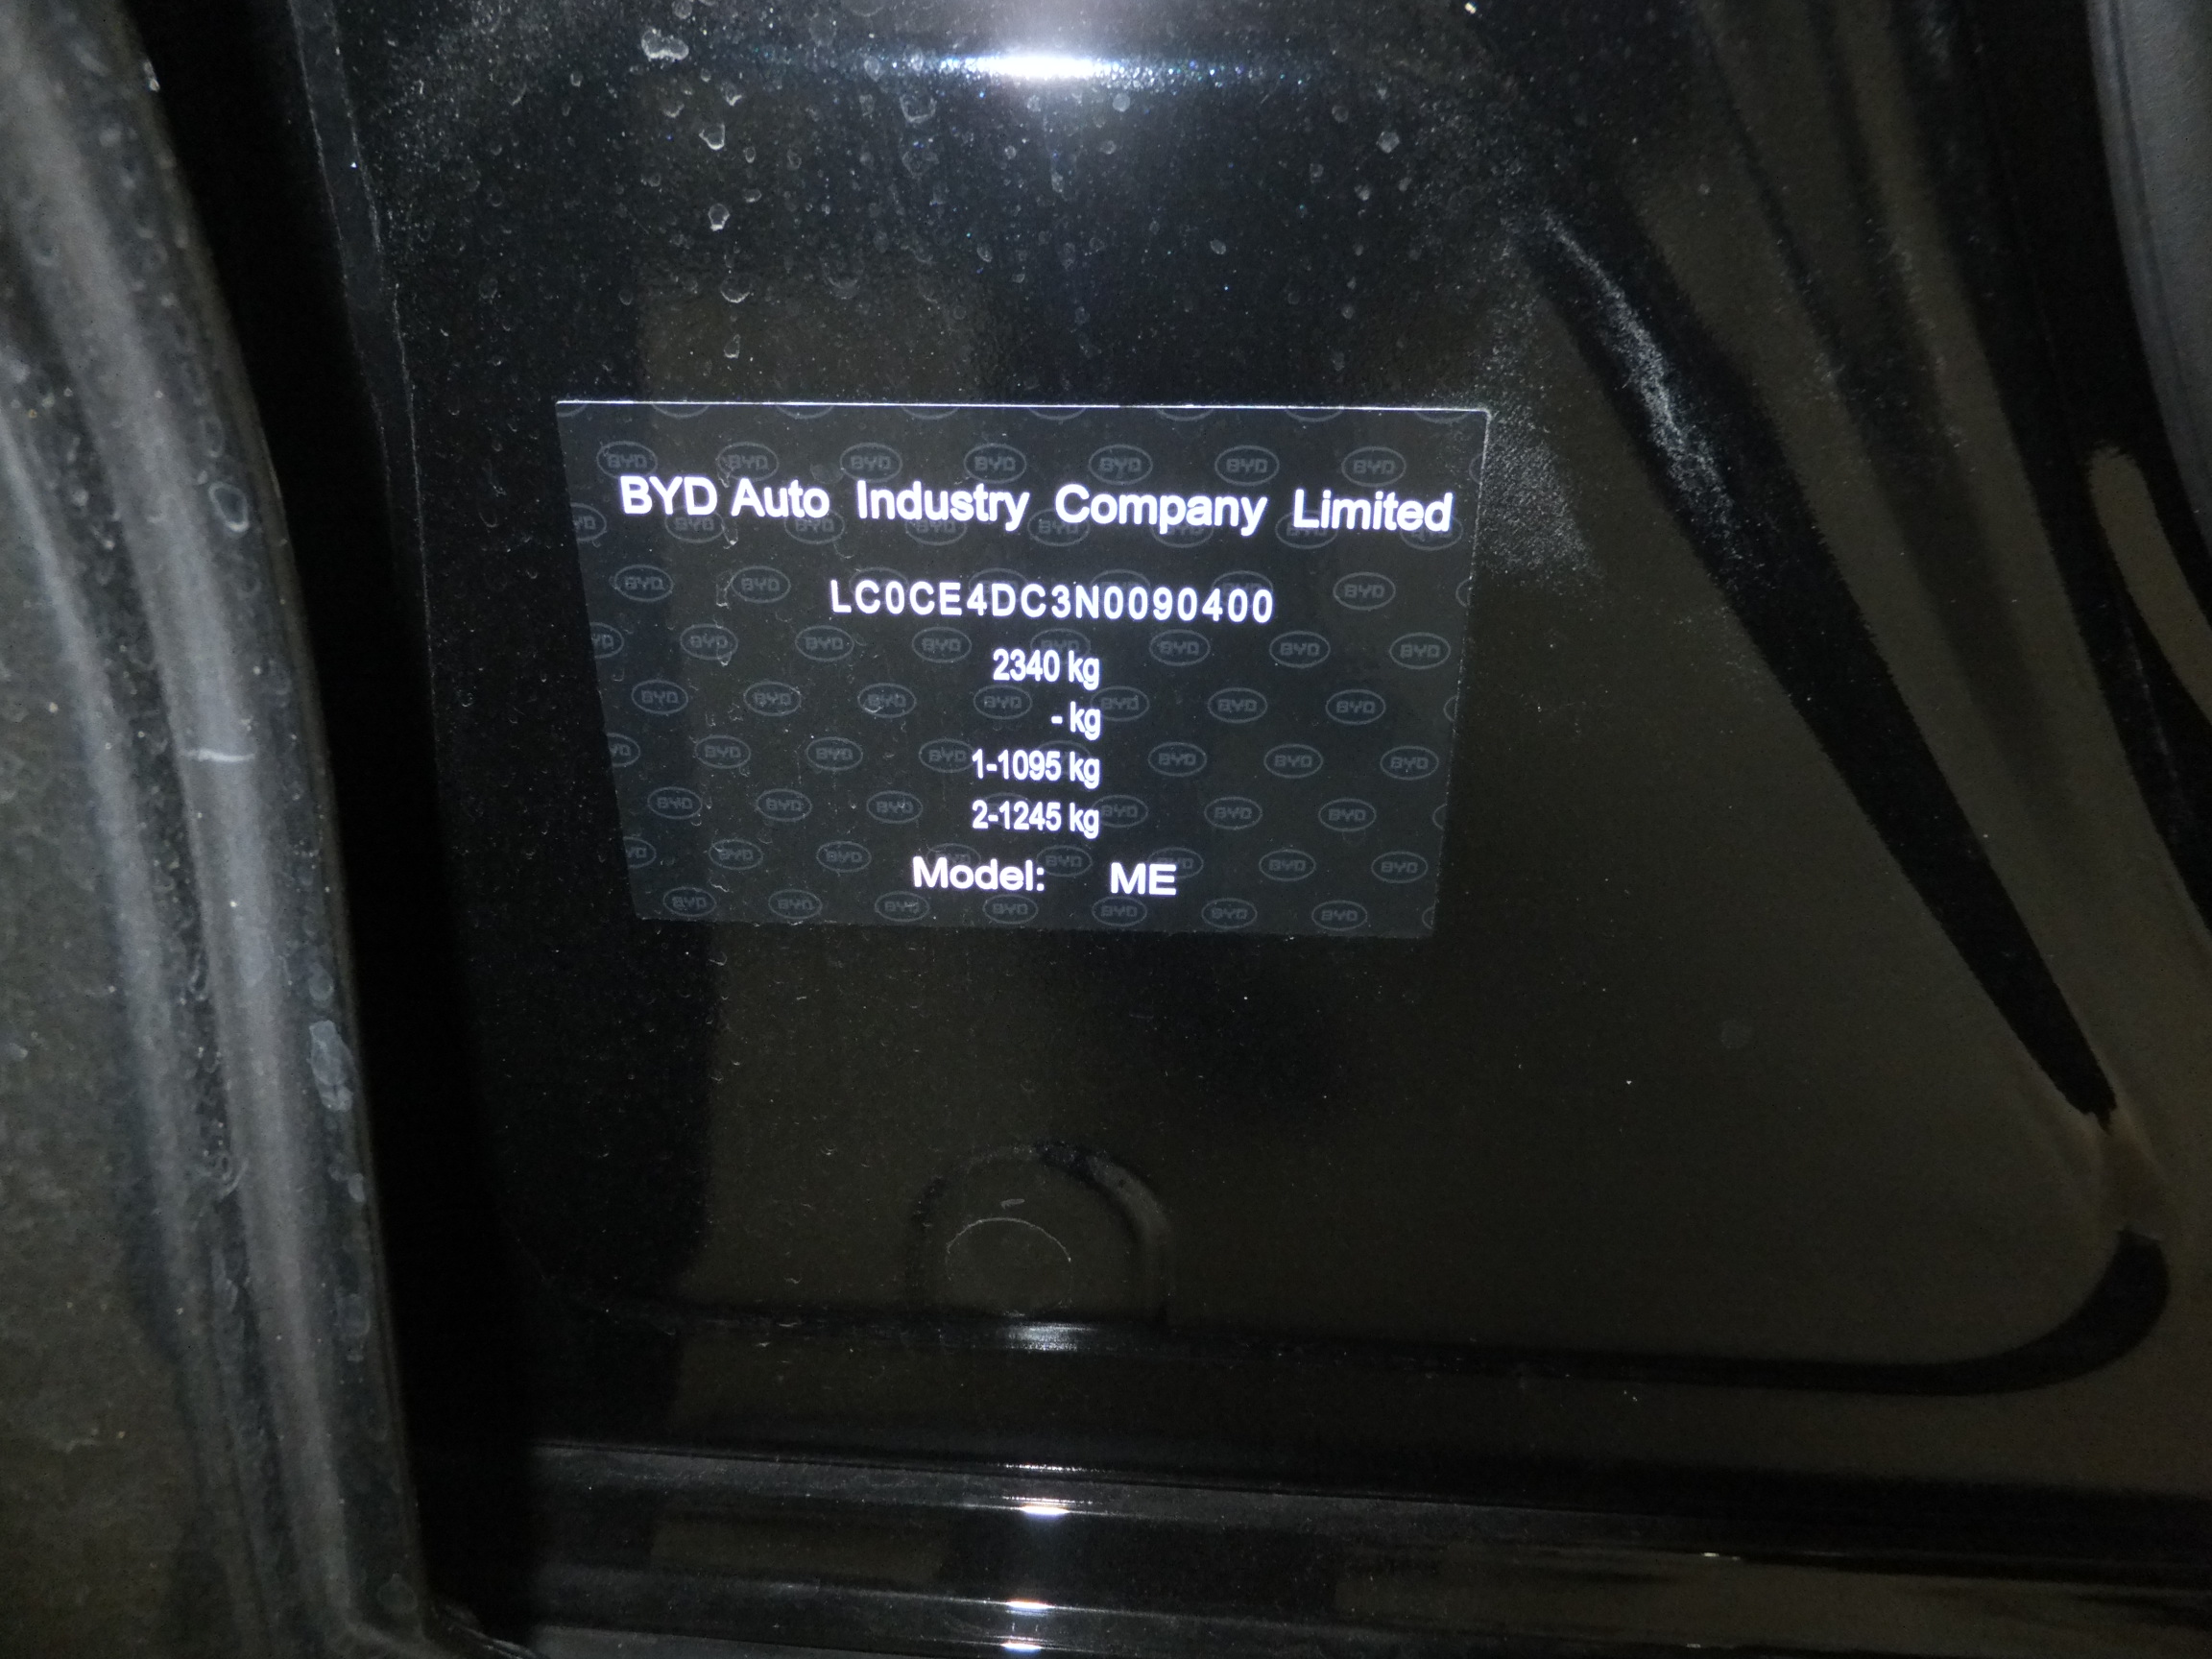 BYD Auto Industry Company Limited
LC0CE4DC3N0090400
2340 kg
- kg
1-1095 kg
2-1245 kg
Model: ME